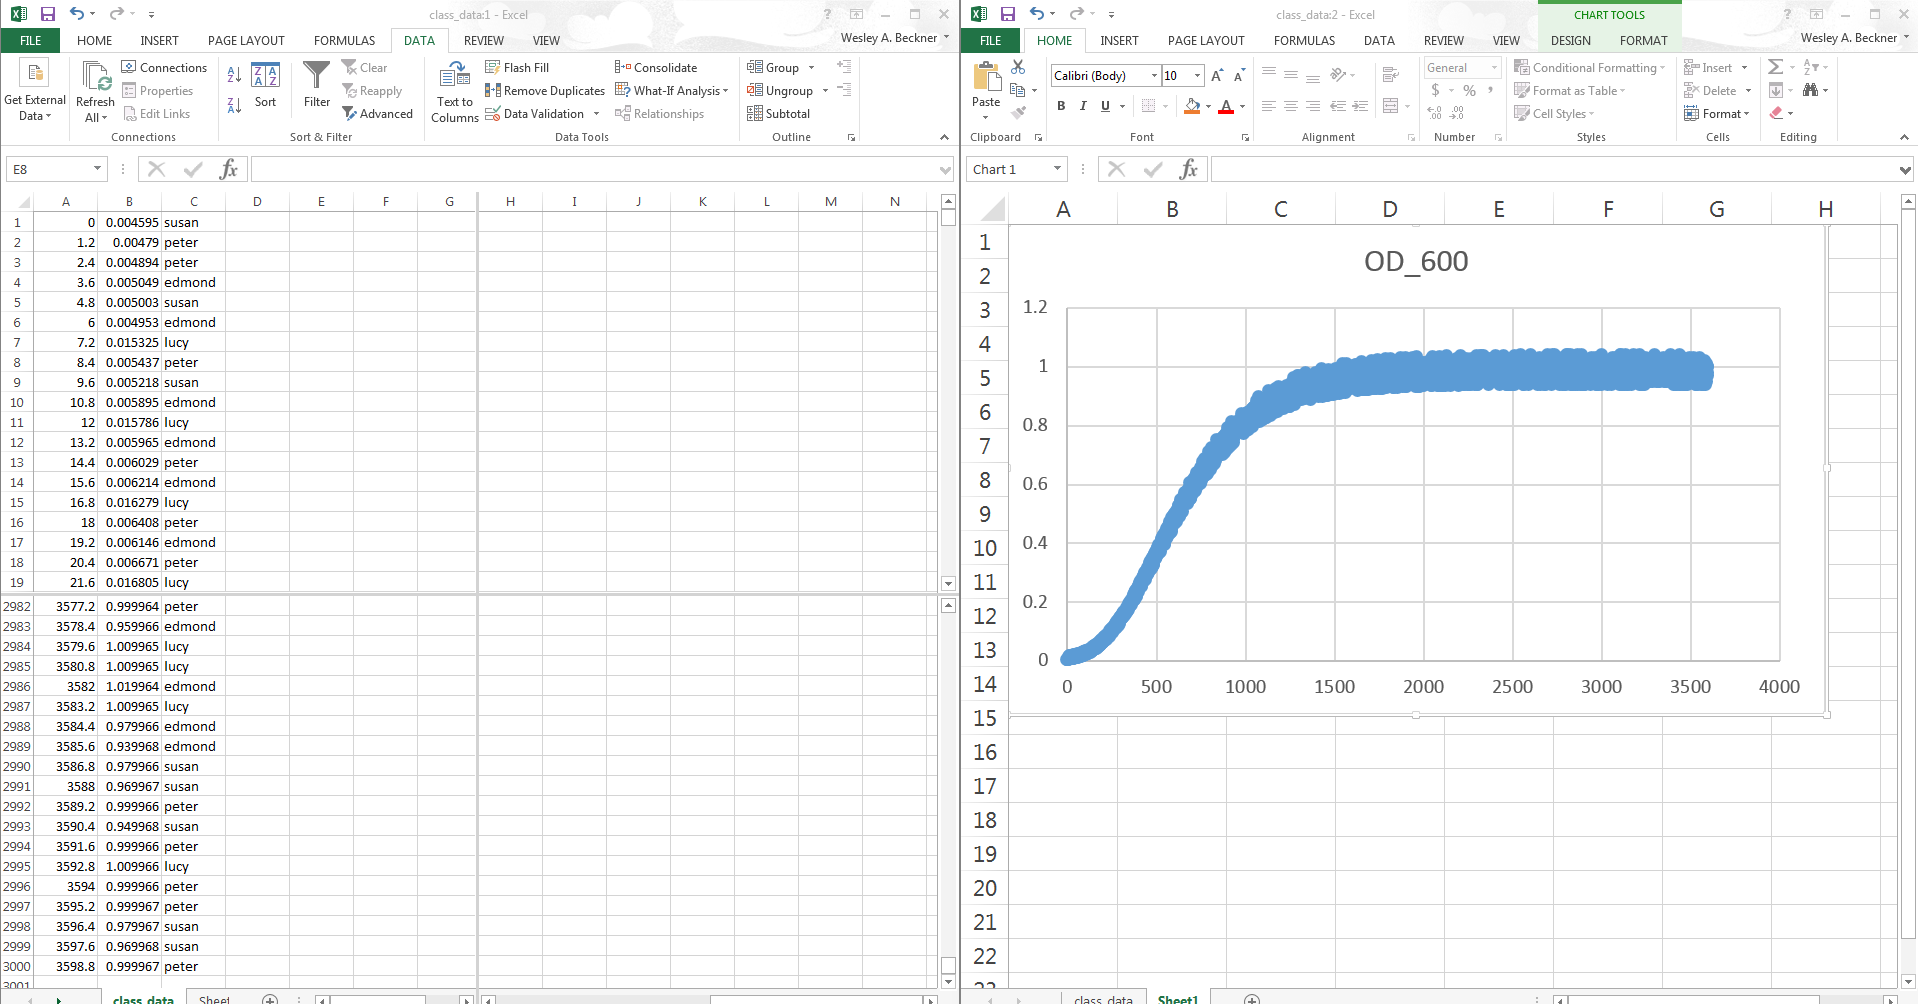 class_data:1 - Excel
FILE HOME INSERT PAGE LAYOUT FORMULAS DATA REVIEW VIEW Wesley A. Beckner
Get External Data
Refresh All
Connections
Properties
Edit Links
Connections
Sort
Filter
Clear
Reapply
Advanced
Sort & Filter
Text to Columns
Flash Fill
Remove Duplicates
Data Validation
Consolidate
What-If Analysis
Relationships
Data Tools
Group
Ungroup
Subtotal
Outline
E8
fx
A B C D E F G H I J K L M N
1 0 0.004595 susan
2 1.2 0.00479 peter
3 2.4 0.004894 peter
4 3.6 0.005049 edmond
5 4.8 0.005003 susan
6 6 0.004953 edmond
7 7.2 0.015325 lucy
8 8.4 0.005437 peter
9 9.6 0.005218 susan
10 10.8 0.005895 edmond
11 12 0.015786 lucy
12 13.2 0.005965 edmond
13 14.4 0.006029 peter
14 15.6 0.006214 edmond
15 16.8 0.016279 lucy
16 18 0.006408 peter
17 19.2 0.006146 edmond
18 20.4 0.006671 peter
19 21.6 0.016805 lucy
2982 3577.2 0.999964 peter
2983 3578.4 0.959966 edmond
2984 3579.6 1.009965 lucy
2985 3580.8 1.009965 lucy
2986 3582 1.019964 edmond
2987 3583.2 1.009965 lucy
2988 3584.4 0.979966 edmond
2989 3585.6 0.939968 edmond
2990 3586.8 0.979966 susan
2991 3588 0.969967 susan
2992 3589.2 0.999966 peter
2993 3590.4 0.949968 susan
2994 3591.6 0.999966 peter
2995 3592.8 1.009966 lucy
2996 3594 0.999966 peter
2997 3595.2 0.999967 peter
2998 3596.4 0.979967 susan
2999 3597.6 0.969968 susan
3000 3598.8 0.999967 peter
3001
class_data Sheet
class_data:2 - Excel
CHART TOOLS
FILE HOME INSERT PAGE LAYOUT FORMULAS DATA REVIEW VIEW DESIGN FORMAT Wesley A. Beckner
Paste
Clipboard
Calibri (Body) 10
B I U
Font
Alignment
General
$ % ,
Number
Conditional Formatting
Format as Table
Cell Styles
Styles
Insert
Delete
Format
Cells
Editing
Chart 1
fx
A B C D E F G H
1
2
3
4
5
6
7
8
9
10
11
12
13
14
15
16
17
18
19
20
21
22
23
OD_600
1.2
1
0.8
0.6
0.4
0.2
0
0 500 1000 1500 2000 2500 3000 3500 4000
class_data Sheet1